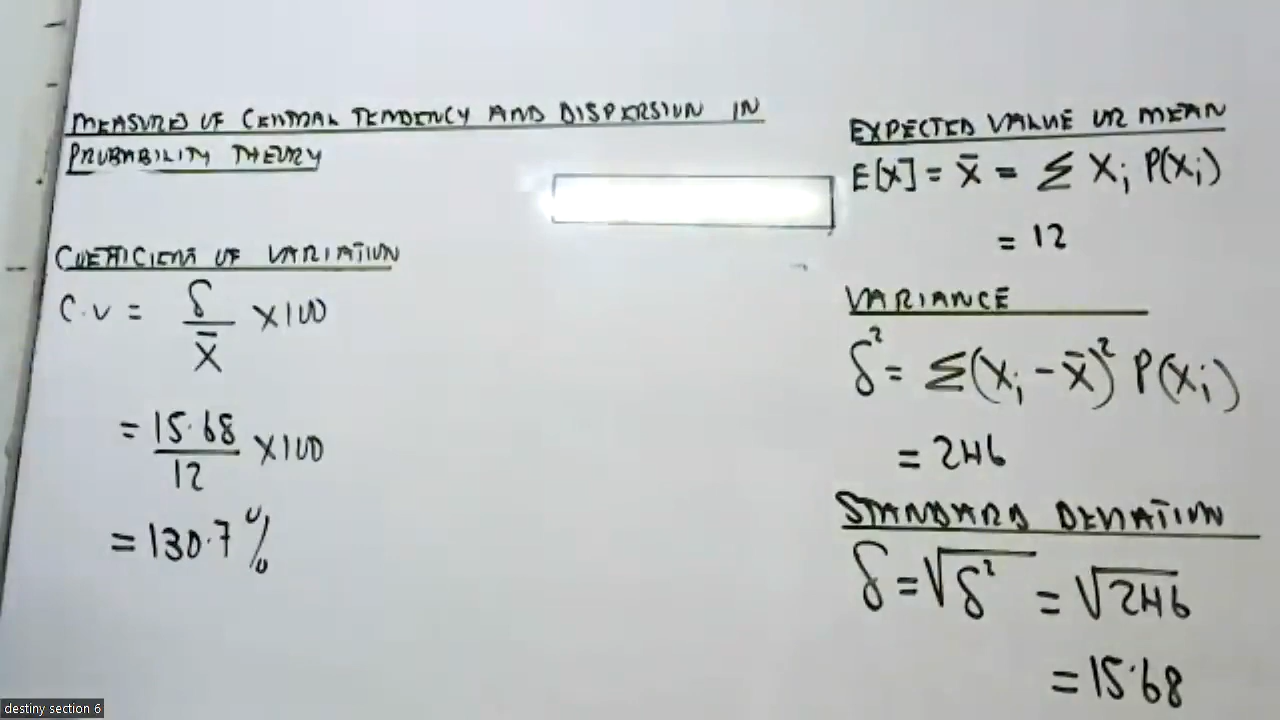 MEASURES OF CENTRAL TENDENCY AND DISPERSION IN
PROBABILITY THEORY
COEFFICIENT OF VARIATION
C.V = δ / x̄ × 100
= 15.68 / 12 × 100
= 130.7 %
EXPECTED VALUE OR MEAN
E[X] = x̄ = Σ Xᵢ P(Xᵢ)
= 12
VARIANCE
δ² = Σ(Xᵢ - x̄)² P(Xᵢ)
= 246
STANDARD DEVIATION
δ = √δ² = √246
= 15.68
destiny section 6